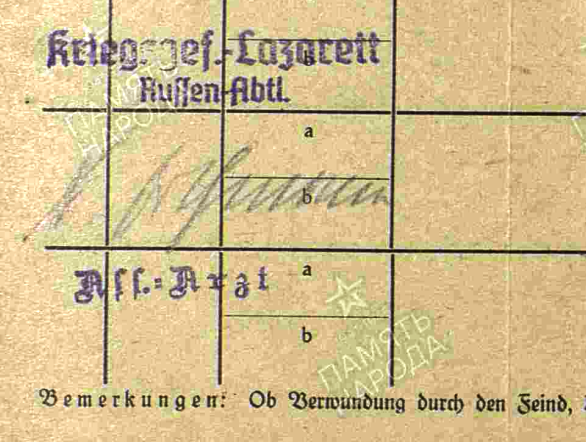 Kriegsgef.-Lazarett
b
Russen-Abtl.
ПАМЯТЬ НАРОДА
a
b
Ass.-Arzt
a
b
ПАМЯТЬ НАРОДА
Bemerkungen: Ob Verwundung durch den Feind,